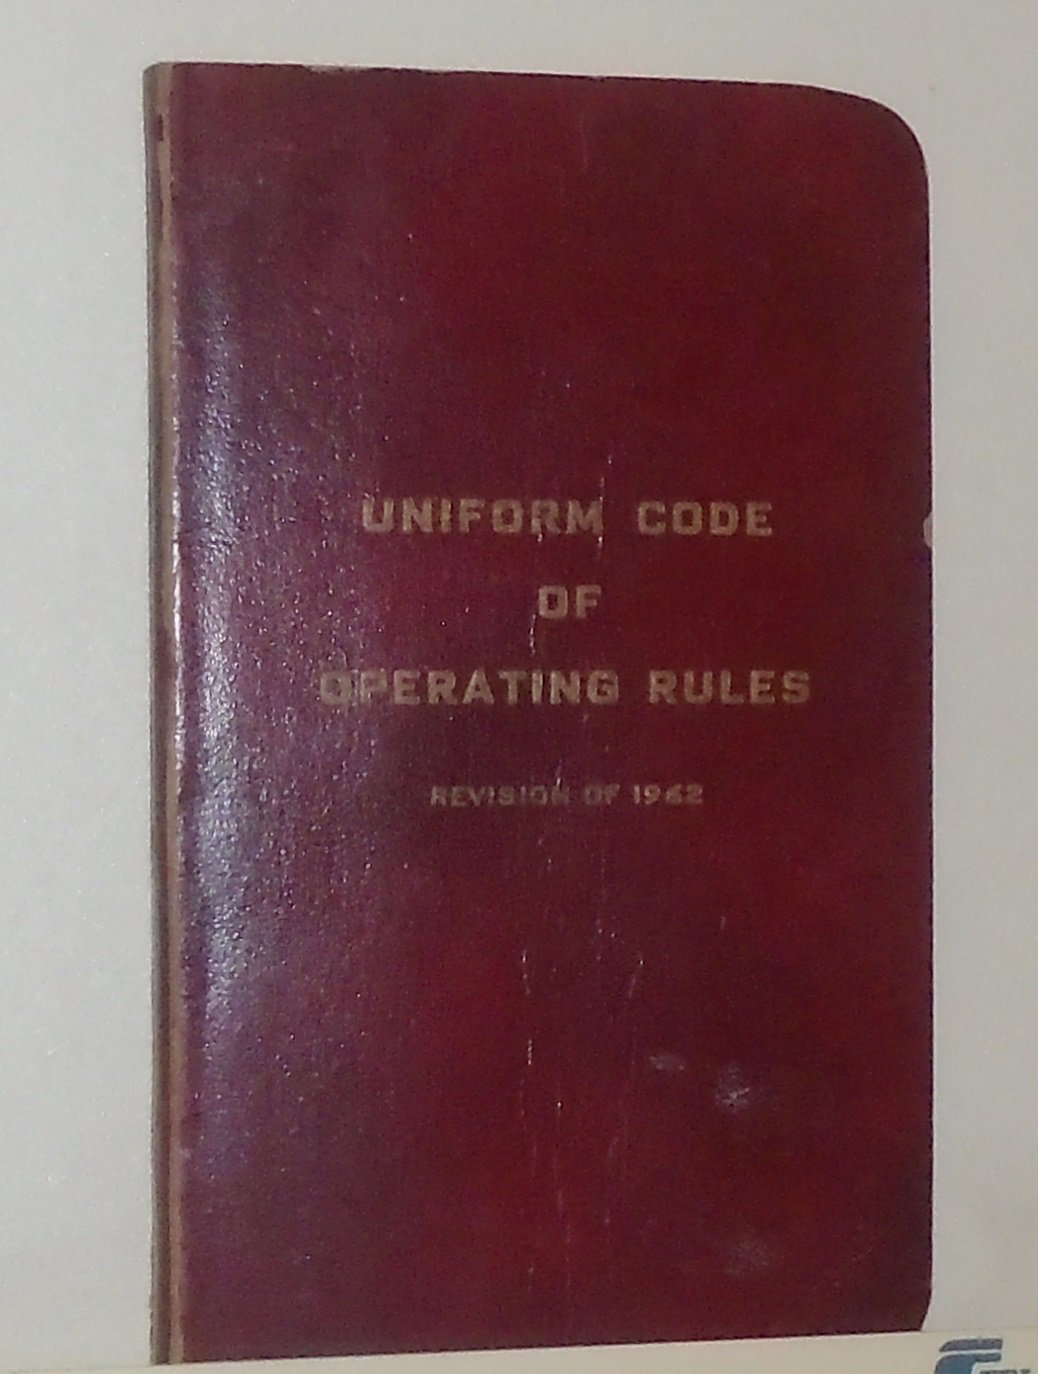 UNIFORM CODE
OF
OPERATING RULES
REVISION OF 1962